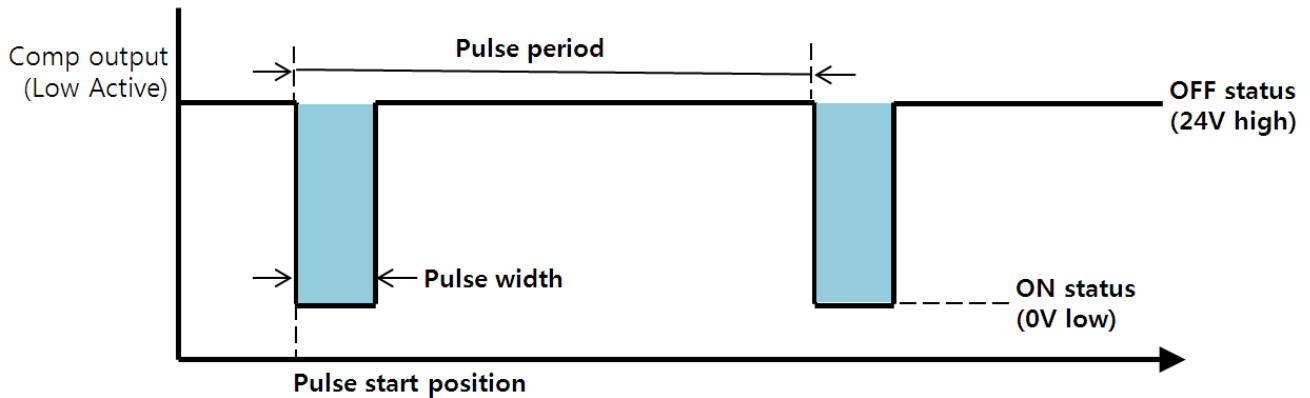 Comp output
(Low Active)
Pulse period
OFF status
(24V high)
Pulse width
ON status
(0V low)
Pulse start position